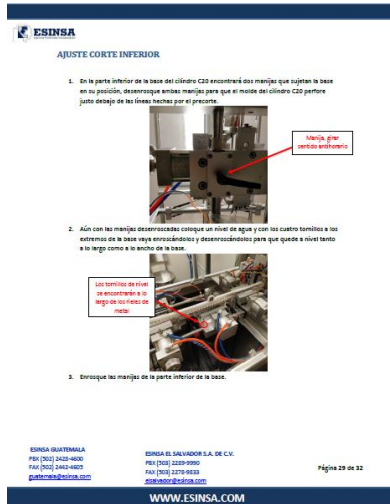 ESINSA
AJUSTE CORTE INFERIOR
1. En la parte inferior de la base del cilindro C20 encontrará dos manijas que sujetan la base
en su posición, desenrosque ambas manijas para que el molde del cilindro C20 perfore
justo debajo de las líneas hechas por el precorte.
Manija, girar
sentido antihorario
2. Aún con las manijas desenroscadas coloque un nivel de agua y con los cuatro tornillos a los
extremos de la base vaya enroscándolos y desenroscándolos para que quede a nivel tanto
a lo largo como a lo ancho de la base.
Los tornillos de nivel
se encontrarán a lo
largo de los rieles de
metal
3. Enrosque las manijas de la parte inferior de la base.
ESINSA GUATEMALA
PBX (502) 2428-4600
FAX (502) 2442-4605
guatemala@esinsa.com
ESINSA EL SALVADOR S.A. DE C.V.
PBX (503) 2289-9990
FAX (503) 2278-9833
elsalvador@esinsa.com
Página 29 de 32
WWW.ESINSA.COM